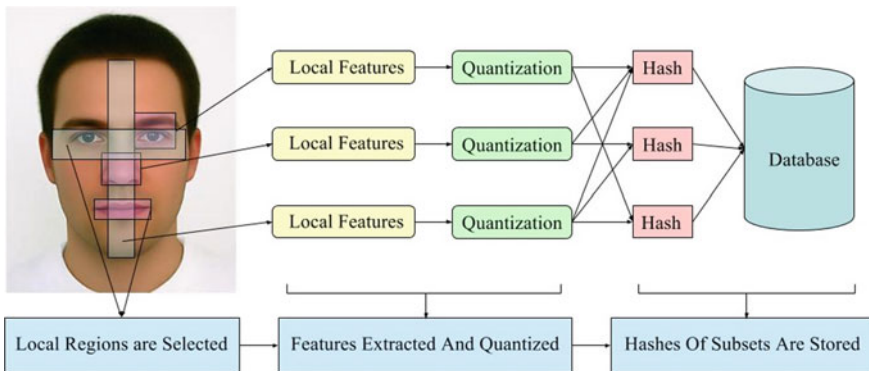 Local Features
Quantization
Hash
Local Features
Quantization
Hash
Database
Local Features
Quantization
Hash
Local Regions are Selected
Features Extracted And Quantized
Hashes Of Subsets Are Stored